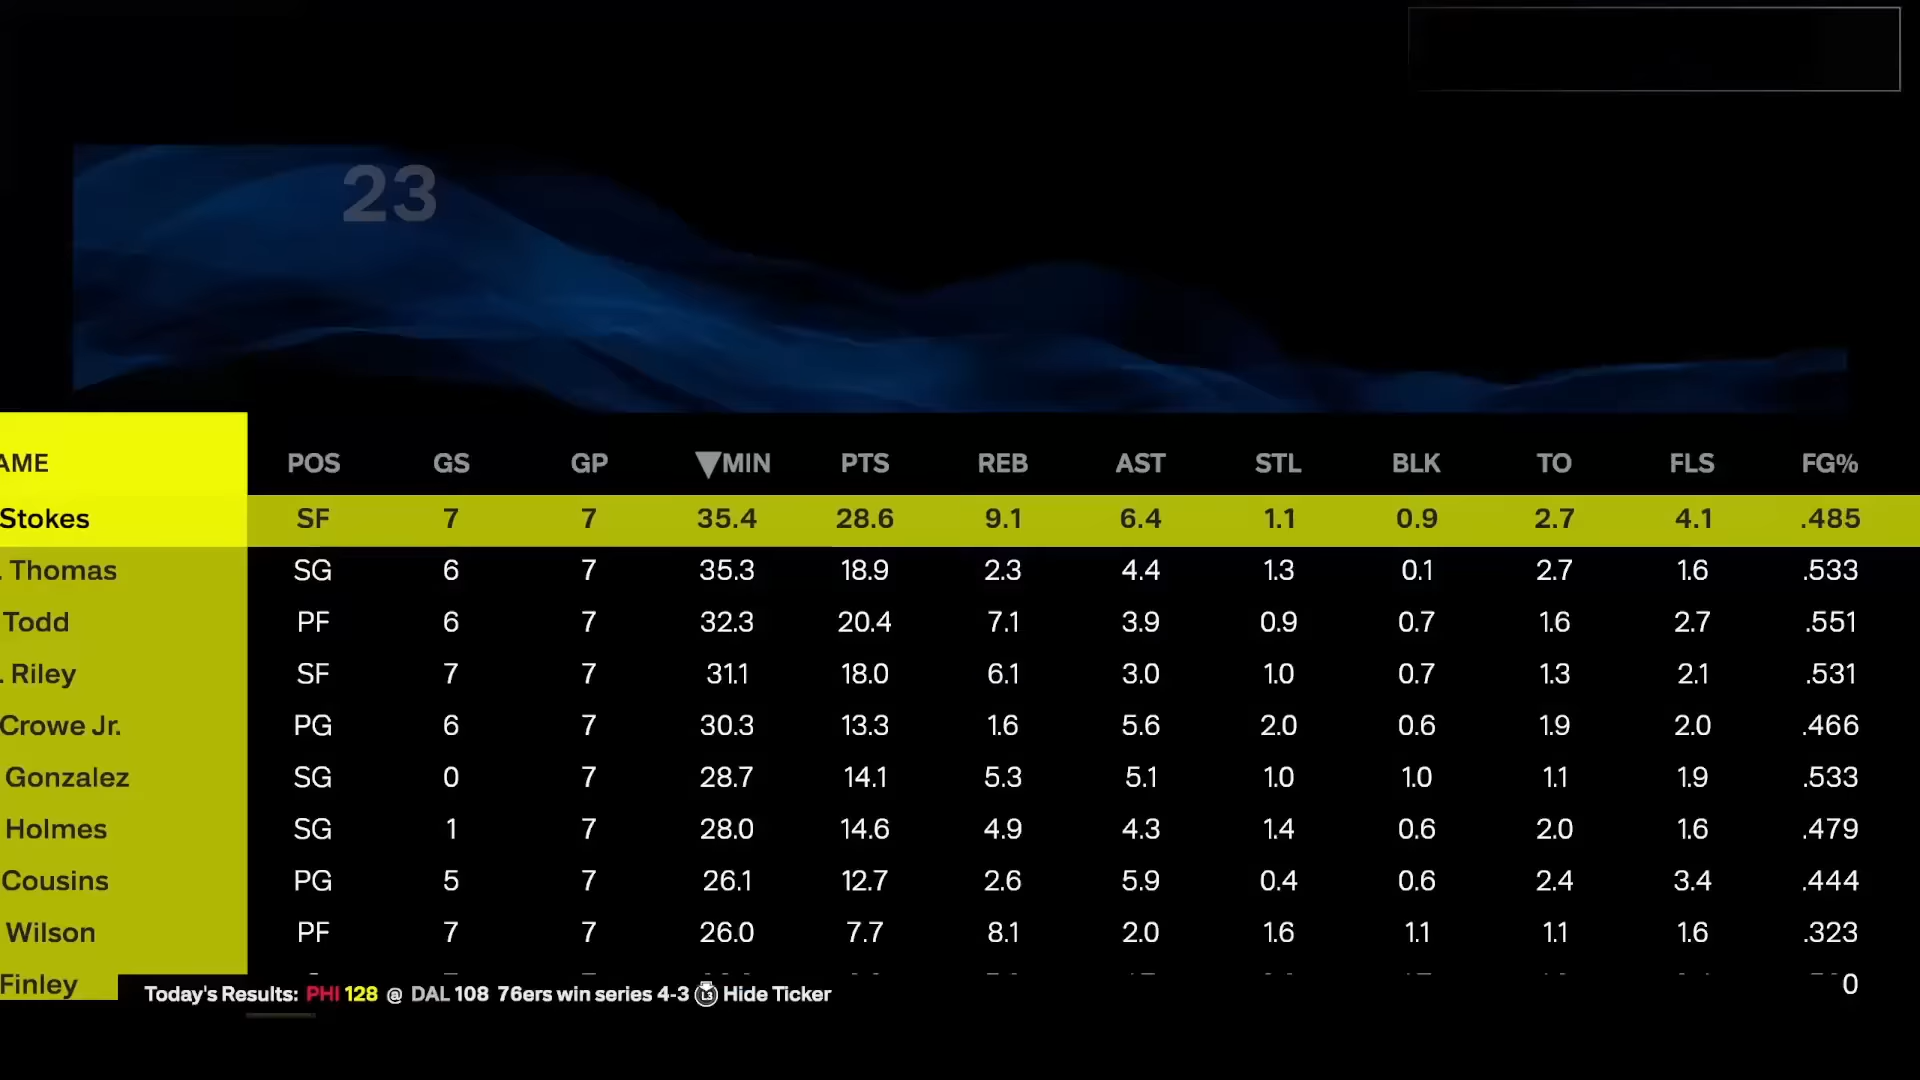 23
AME POS GS GP ▼MIN PTS REB AST STL BLK TO FLS FG%
Stokes SF 7 7 35.4 28.6 9.1 6.4 1.1 0.9 2.7 4.1 .485
. Thomas SG 6 7 35.3 18.9 2.3 4.4 1.3 0.1 2.7 1.6 .533
Todd PF 6 7 32.3 20.4 7.1 3.9 0.9 0.7 1.6 2.7 .551
. Riley SF 7 7 31.1 18.0 6.1 3.0 1.0 0.7 1.3 2.1 .531
Crowe Jr. PG 6 7 30.3 13.3 1.6 5.6 2.0 0.6 1.9 2.0 .466
Gonzalez SG 0 7 28.7 14.1 5.3 5.1 1.0 1.0 1.1 1.9 .533
Holmes SG 1 7 28.0 14.6 4.9 4.3 1.4 0.6 2.0 1.6 .479
Cousins PG 5 7 26.1 12.7 2.6 5.9 0.4 0.6 2.4 3.4 .444
Wilson PF 7 7 26.0 7.7 8.1 2.0 1.6 1.1 1.1 1.6 .323
Finley 0
Today's Results: PHI 128 @ DAL 108 76ers win series 4-3 L3 Hide Ticker